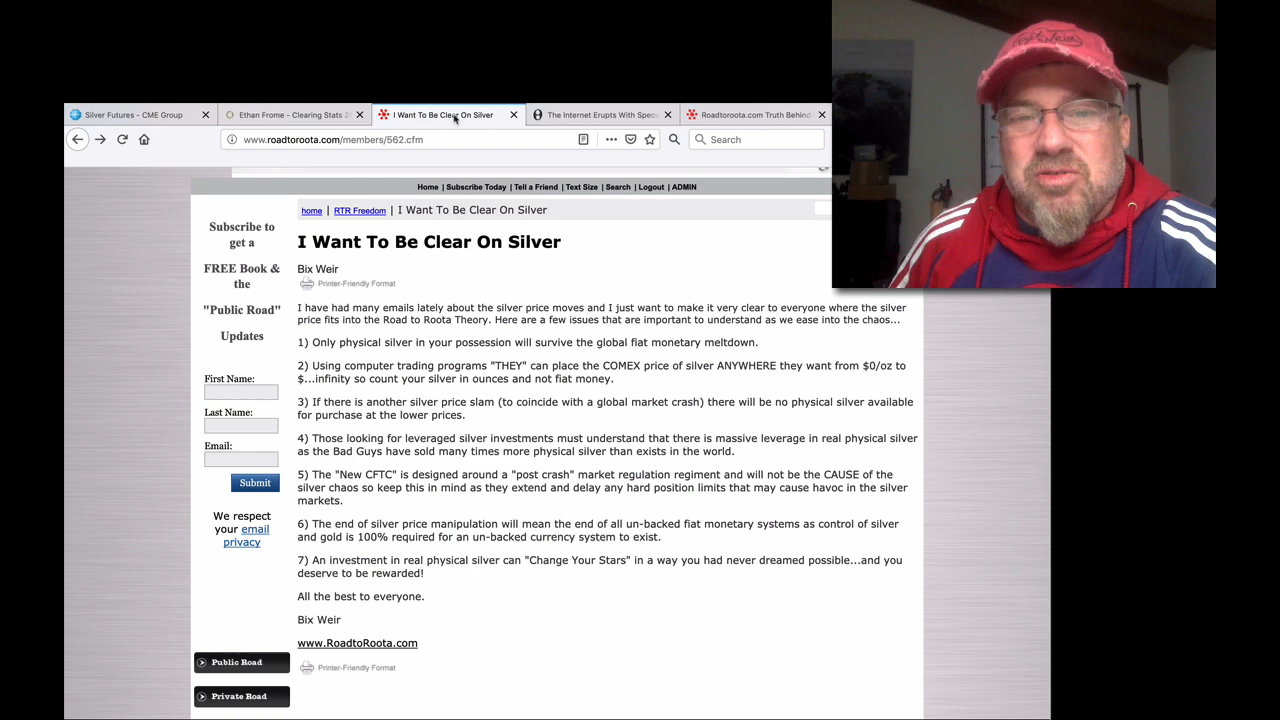 Silver Futures - CME Group
Ethan Frome - Clearing Stats 2
I Want To Be Clear On Silver
The Internet Erupts With Spec
Roadtoroota.com Truth Behind
www.roadtoroota.com/members/562.cfm
Search
Home | Subscribe Today | Tell a Friend | Text Size | Search | Logout | ADMIN
home | RTR Freedom | I Want To Be Clear On Silver
Subscribe to
get a
FREE Book &
the
"Public Road"
Updates
First Name:
Last Name:
Email:
Submit
We respect
your email
privacy
Public Road
Private Road
I Want To Be Clear On Silver
Bix Weir
Printer-Friendly Format
I have had many emails lately about the silver price moves and I just want to make it very clear to everyone where the silver
price fits into the Road to Roota Theory. Here are a few issues that are important to understand as we ease into the chaos...
1) Only physical silver in your possession will survive the global fiat monetary meltdown.
2) Using computer trading programs "THEY" can place the COMEX price of silver ANYWHERE they want from $0/oz to
$...infinity so count your silver in ounces and not fiat money.
3) If there is another silver price slam (to coincide with a global market crash) there will be no physical silver available
for purchase at the lower prices.
4) Those looking for leveraged silver investments must understand that there is massive leverage in real physical silver
as the Bad Guys have sold many times more physical silver than exists in the world.
5) The "New CFTC" is designed around a "post crash" market regulation regiment and will not be the CAUSE of the
silver chaos so keep this in mind as they extend and delay any hard position limits that may cause havoc in the silver
markets.
6) The end of silver price manipulation will mean the end of all un-backed fiat monetary systems as control of silver
and gold is 100% required for an un-backed currency system to exist.
7) An investment in real physical silver can "Change Your Stars" in a way you had never dreamed possible...and you
deserve to be rewarded!
All the best to everyone.
Bix Weir
www.RoadtoRoota.com
Printer-Friendly Format